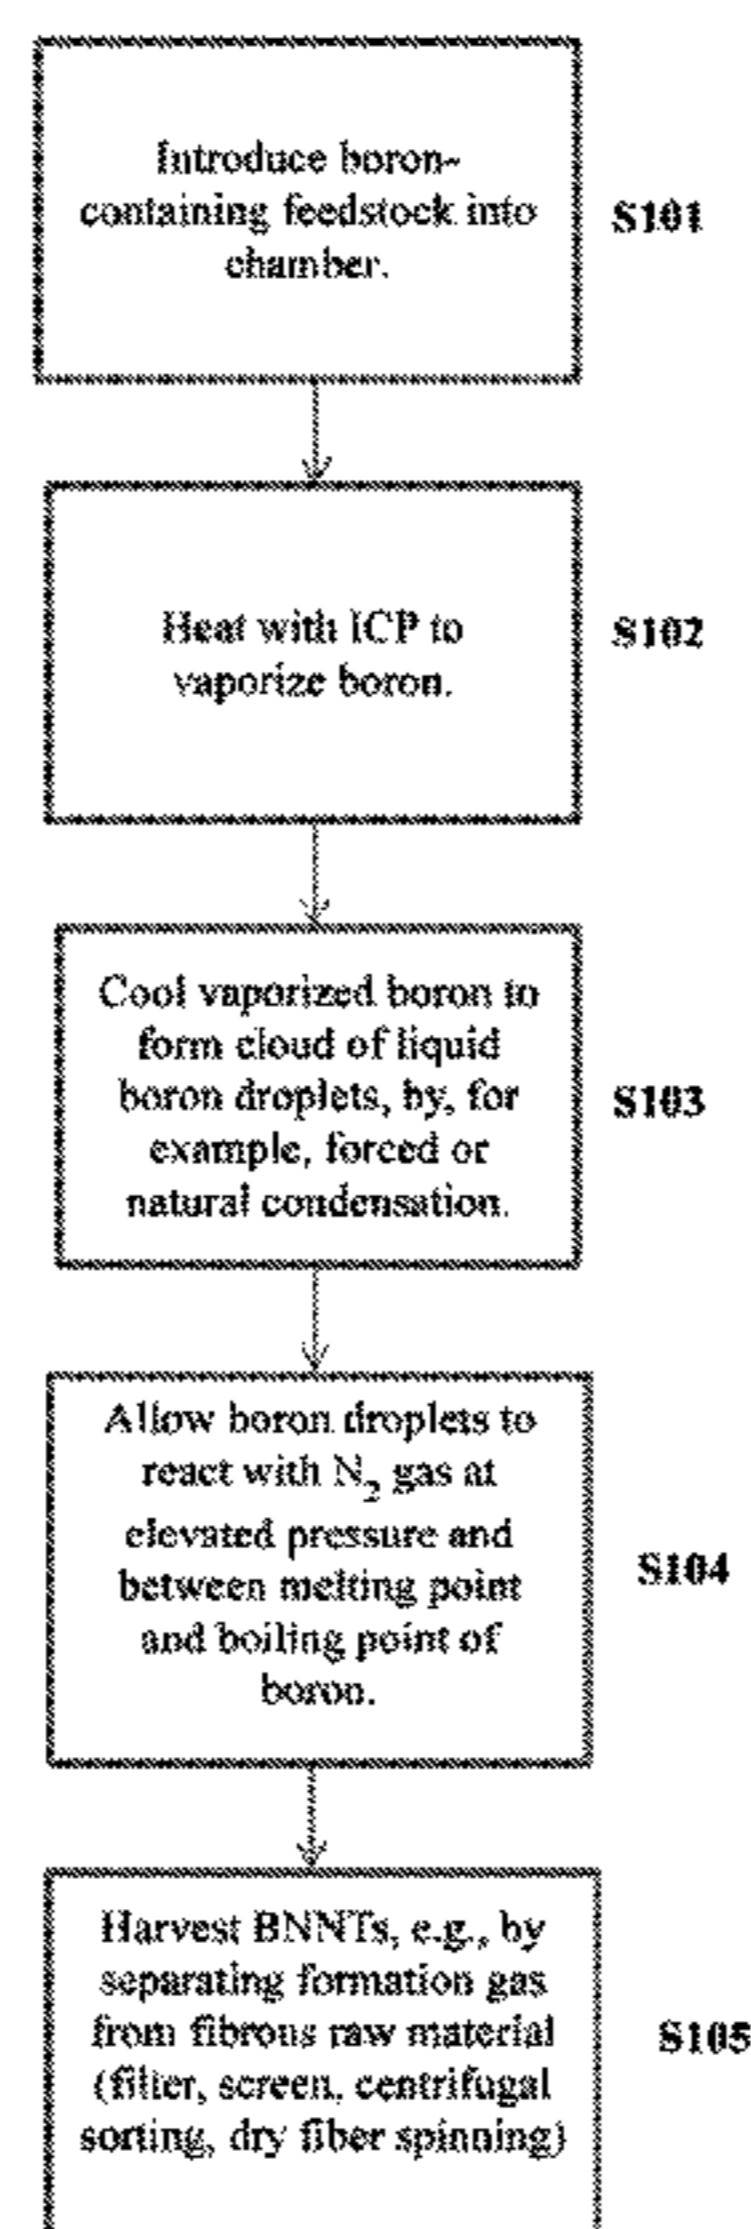 Introduce boron-
containing feedstock into
chamber.
S101
Heat with ICP to
vaporize boron.
S102
Cool vaporized boron to
form cloud of liquid
boron droplets, by, for
example, forced or
natural condensation.
S103
Allow boron droplets to
react with N₂ gas at
elevated pressure and
between melting point
and boiling point of
boron.
S104
Harvest BNNTs, e.g., by
separating formation gas
from fibrous raw material
(filter, screen, centrifugal
sorting, dry fiber spinning)
S105